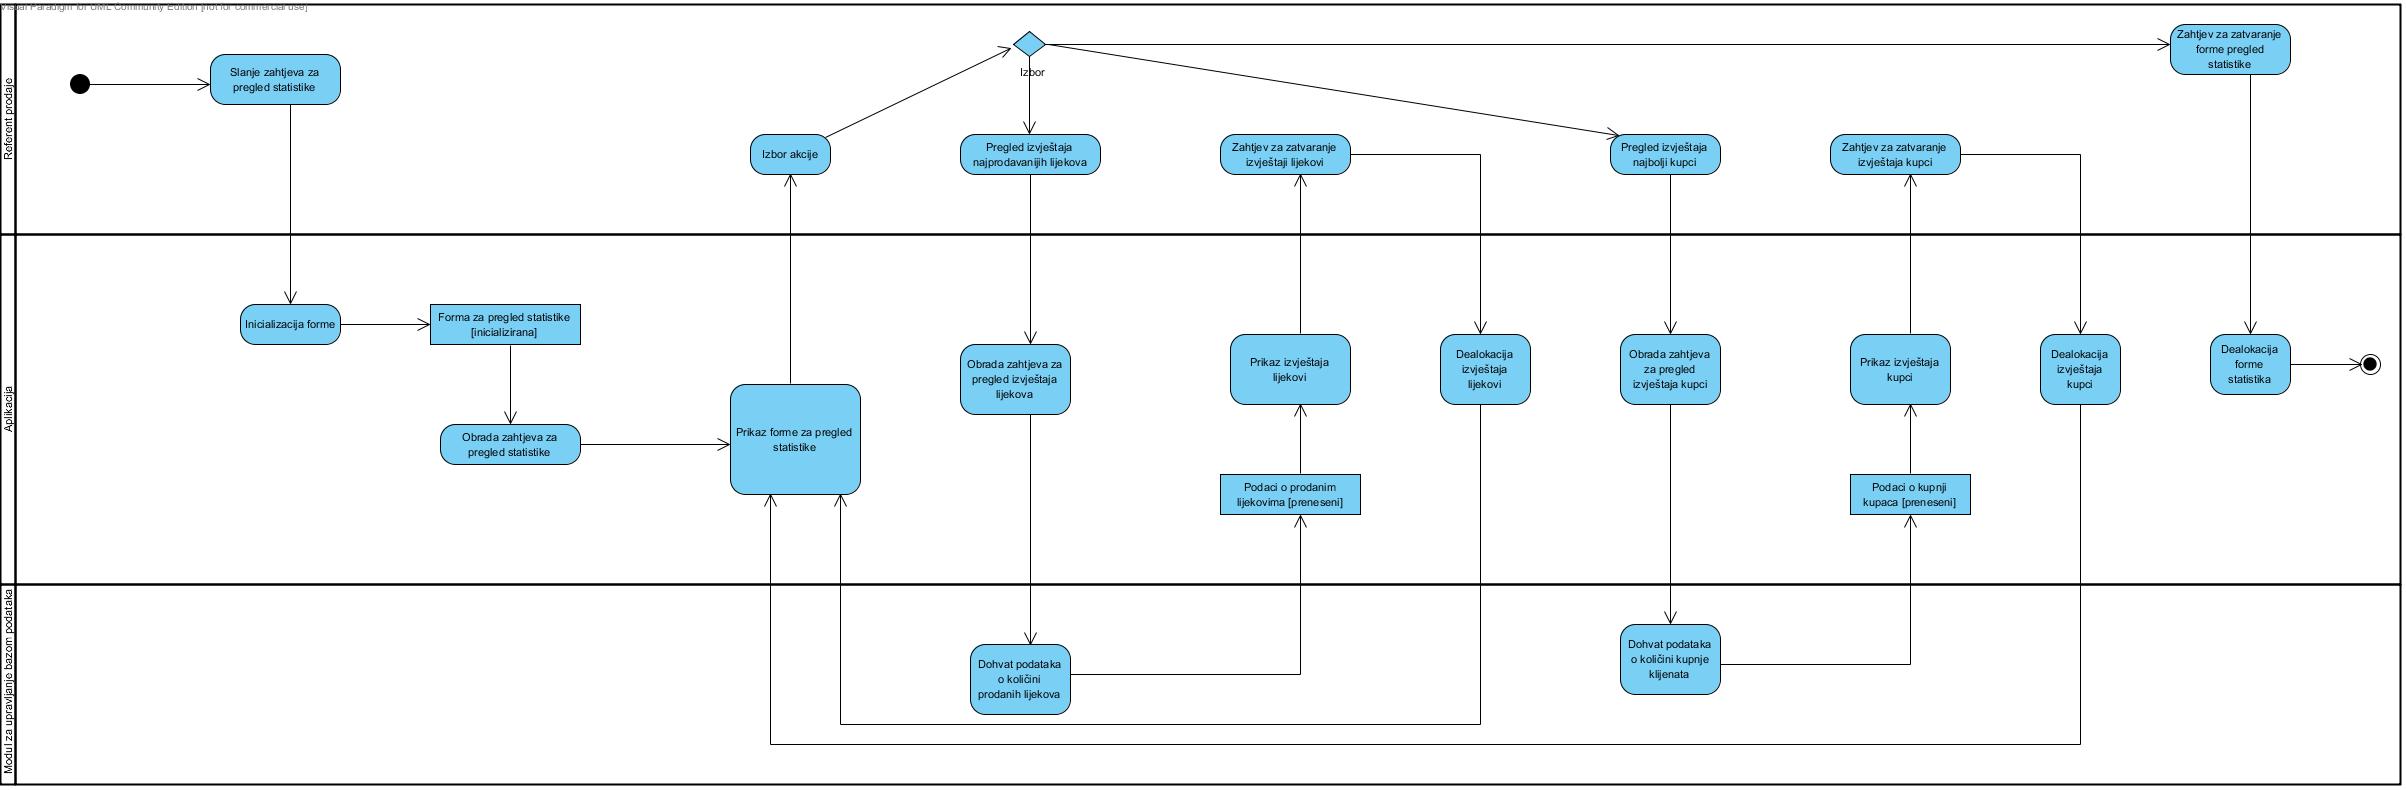 Visual Paradigm for UML Community Edition [not for commercial use]
Referent prodaje
Slanje zahtjeva za
pregled statistike
Izbor akcije
Izbor
Pregled izvještaja
najprodavanijih lijekova
Zahtjev za zatvaranje
izvještaji lijekovi
Pregled izvještaja
najbolji kupci
Zahtjev za zatvaranje
izvještaja kupci
Zahtjev za zatvaranje
forme pregled
statistike
Aplikacija
Inicializacija forme
Forma za pregled statistike
[inicializirana]
Obrada zahtjeva za
pregled statistike
Prikaz forme za pregled
statistike
Obrada zahtjeva za
pregled izvještaja
lijekova
Prikaz izvještaja
lijekovi
Podaci o prodanim
lijekovima [preneseni]
Dealokacija
izvještaja
lijekovi
Obrada zahtjeva
za pregled
izvještaja kupci
Prikaz izvještaja
kupci
Podaci o kupnji
kupaca [preneseni]
Dealokacija
izvještaja
kupci
Dealokacija
forme
statistika
Modul za upravljanje bazom podataka
Dohvat podataka
o količini
prodanih lijekova
Dohvat podataka
o količini kupnje
klijenata